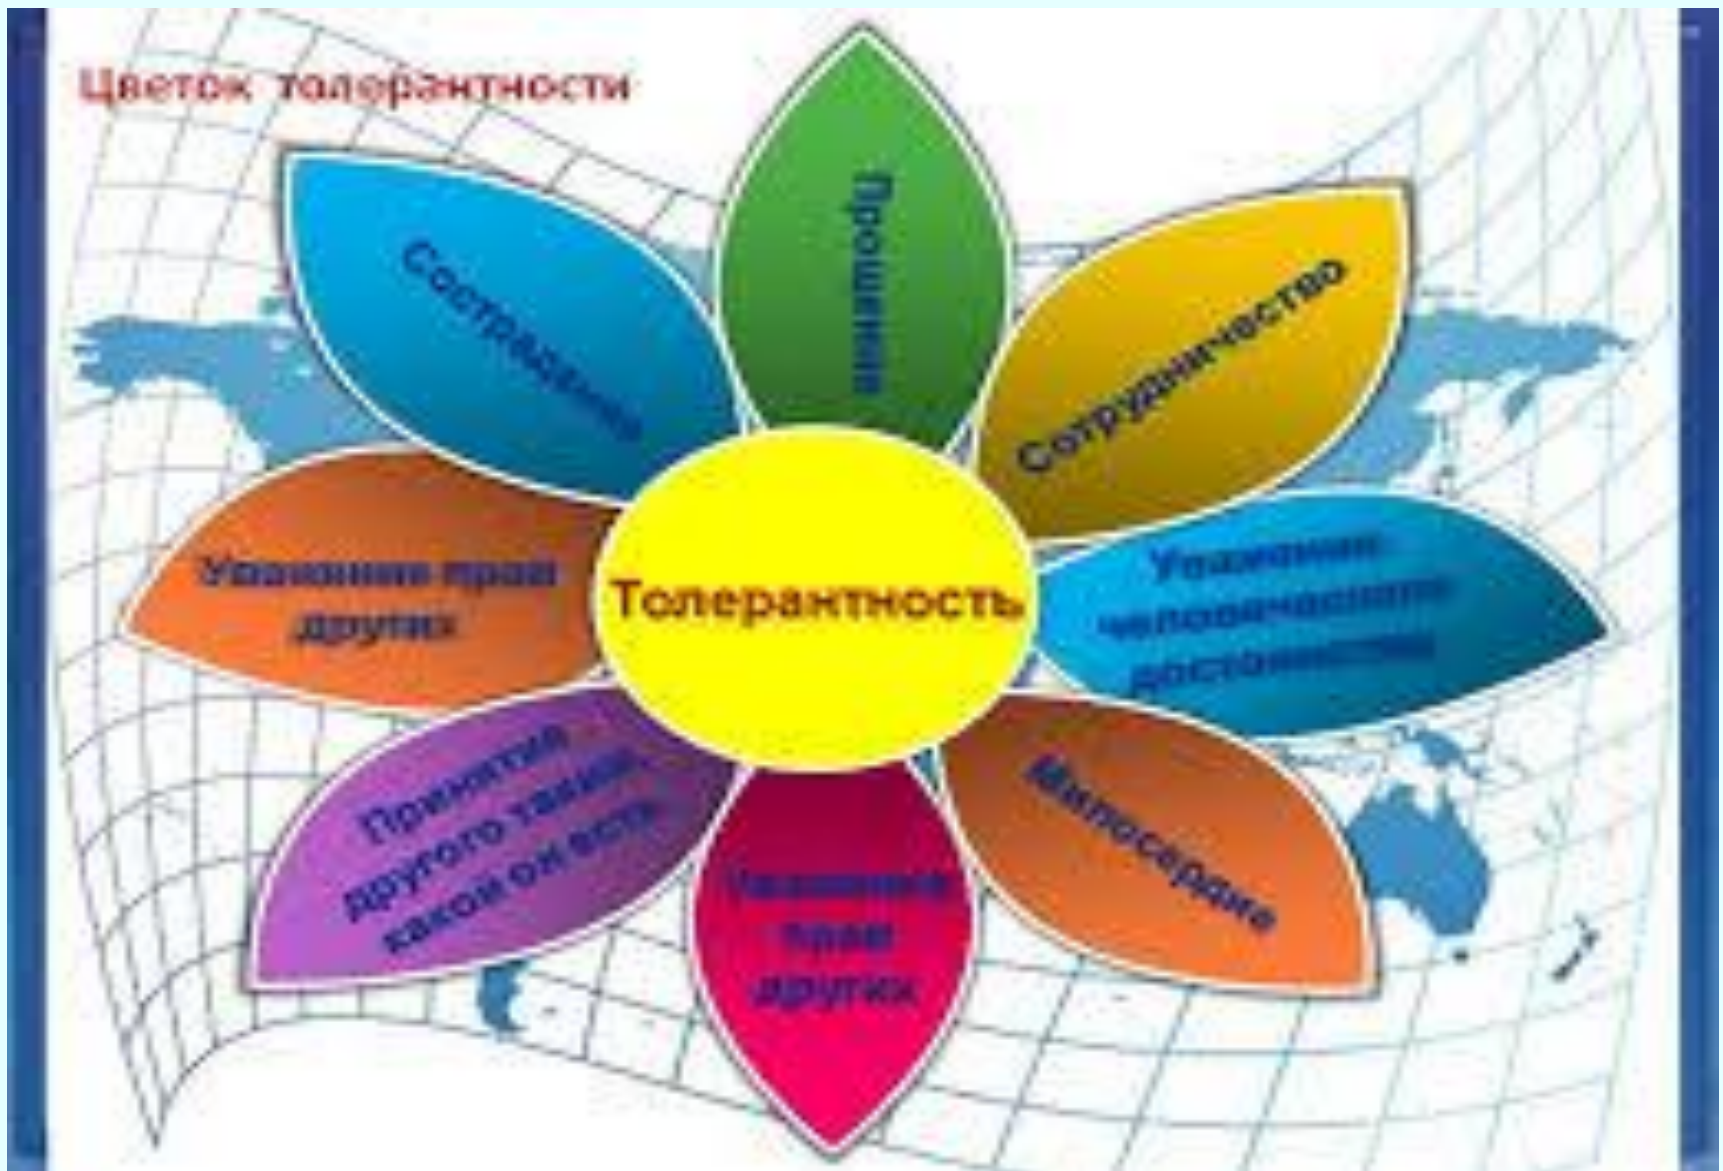 Цветок толерантности
Прощение
Сострадание
Сотрудничество
Уважение прав
других
Толерантность
Уважение
человеческого
достоинства
Принятие
другого таким,
какой он есть
Милосердие
Уважение
прав
других